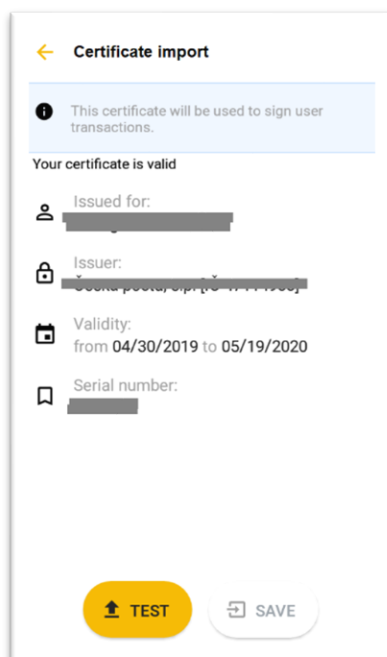 Certificate import
This certificate will be used to sign user
transactions.
Your certificate is valid
Issued for:
Issuer:
Validity:
from 04/30/2019 to 05/19/2020
Serial number:
TEST
SAVE